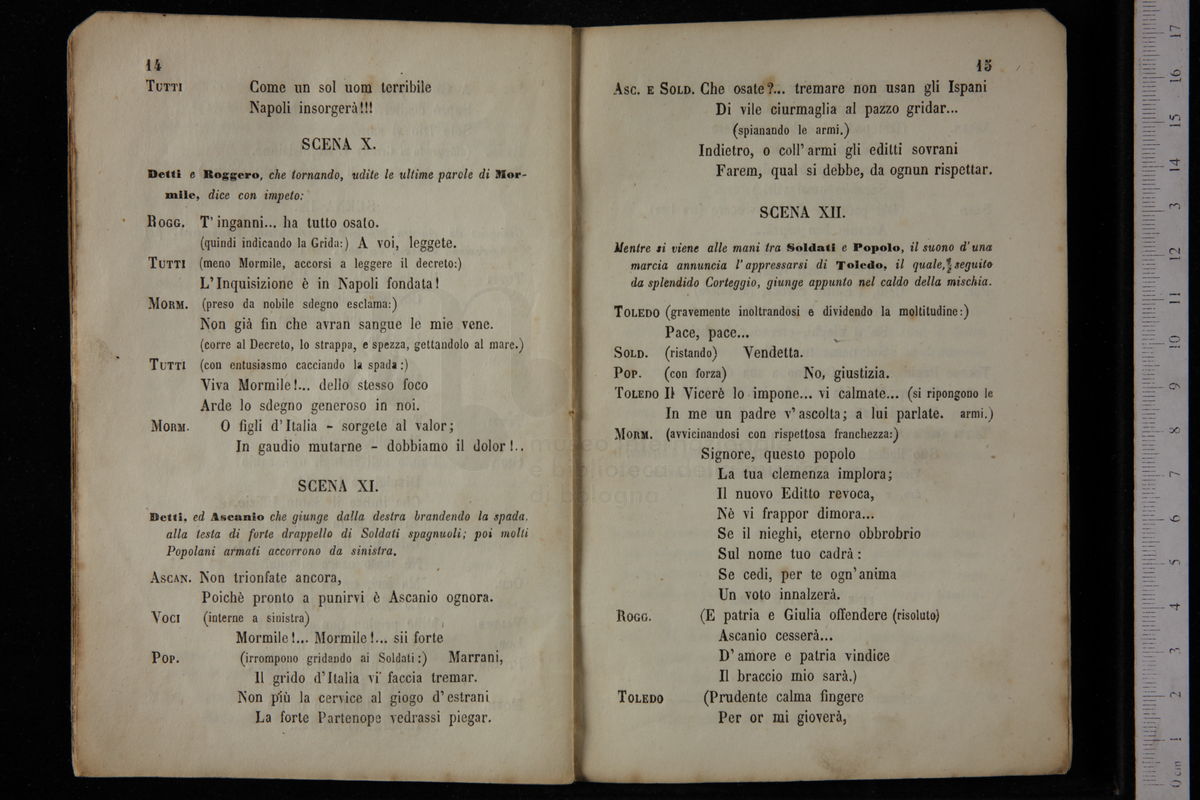 14
TUTTI Come un sol uom terribile
Napoli insorgerà!!!
SCENA X.
Detti e Roggero, che tornando, udite le ultime parole di Mor-
mile, dice con impeto:
ROGG. T' inganni... ha tutto osato.
(quindi indicando la Grida:) A voi, leggete.
TUTTI (meno Mormile, accorsi a leggere il decreto:)
L'Inquisizione è in Napoli fondata!
MORM. (preso da nobile sdegno esclama:)
Non già fin che avran sangue le mie vene.
(corre al Decreto, lo strappa, e spezza, gettandolo al mare.)
TUTTI (con entusiasmo cacciando la spada:)
Viva Mormile!... dello stesso foco
Arde lo sdegno generoso in noi.
MORM. O figli d'Italia - sorgete al valor;
In gaudio mutarne - dobbiamo il dolor!..
SCENA XI.
Detti, ed Ascanio che giunge dalla destra brandendo la spada,
alla testa di forte drappello di Soldati spagnuoli; poi molti
Popolani armati accorrono da sinistra.
ASCAN. Non trionfate ancora,
Poichè pronto a punirvi è Ascanio ognora.
VOCI (interne a sinistra)
Mormile!... Mormile!... sii forte
POP. (irrompono gridando ai Soldati:) Marrani,
Il grido d'Italia vi faccia tremar.
Non più la cervice al giogo d'estrani
La forte Partenope vedrassi piegar.
15
ASC. E SOLD. Che osate?... tremare non usan gli Ispani
Di vile ciurmaglia al pazzo gridar...
(spianando le armi.)
Indietro, o coll'armi gli editti sovrani
Farem, qual si debbe, da ognun rispettar.
SCENA XII.
Mentre si viene alle mani tra Soldati e Popolo, il suono d'una
marcia annuncia l'appressarsi di Toledo, il quale, seguito
da splendido Corteggio, giunge appunto nel caldo della mischia.
TOLEDO (gravemente inoltrandosi e dividendo la moltitudine:)
Pace, pace...
SOLD. (ristando) Vendetta.
POP. (con forza) No, giustizia.
TOLEDO Il Vicerè lo impone... vi calmate... (si ripongono le
In me un padre v'ascolta; a lui parlate. armi.)
MORM. (avvicinandosi con rispettosa franchezza:)
Signore, questo popolo
La tua clemenza implora;
Il nuovo Editto revoca,
Nè vi frappor dimora...
Se il nieghi, eterno obbrobrio
Sul nome tuo cadrà:
Se cedi, per te ogn'anima
Un voto innalzerà.
ROGG. (E patria e Giulia offendere (risoluto)
Ascanio cesserà...
D'amore e patria vindice
Il braccio mio sarà.)
TOLEDO (Prudente calma fingere
Per or mi gioverà,